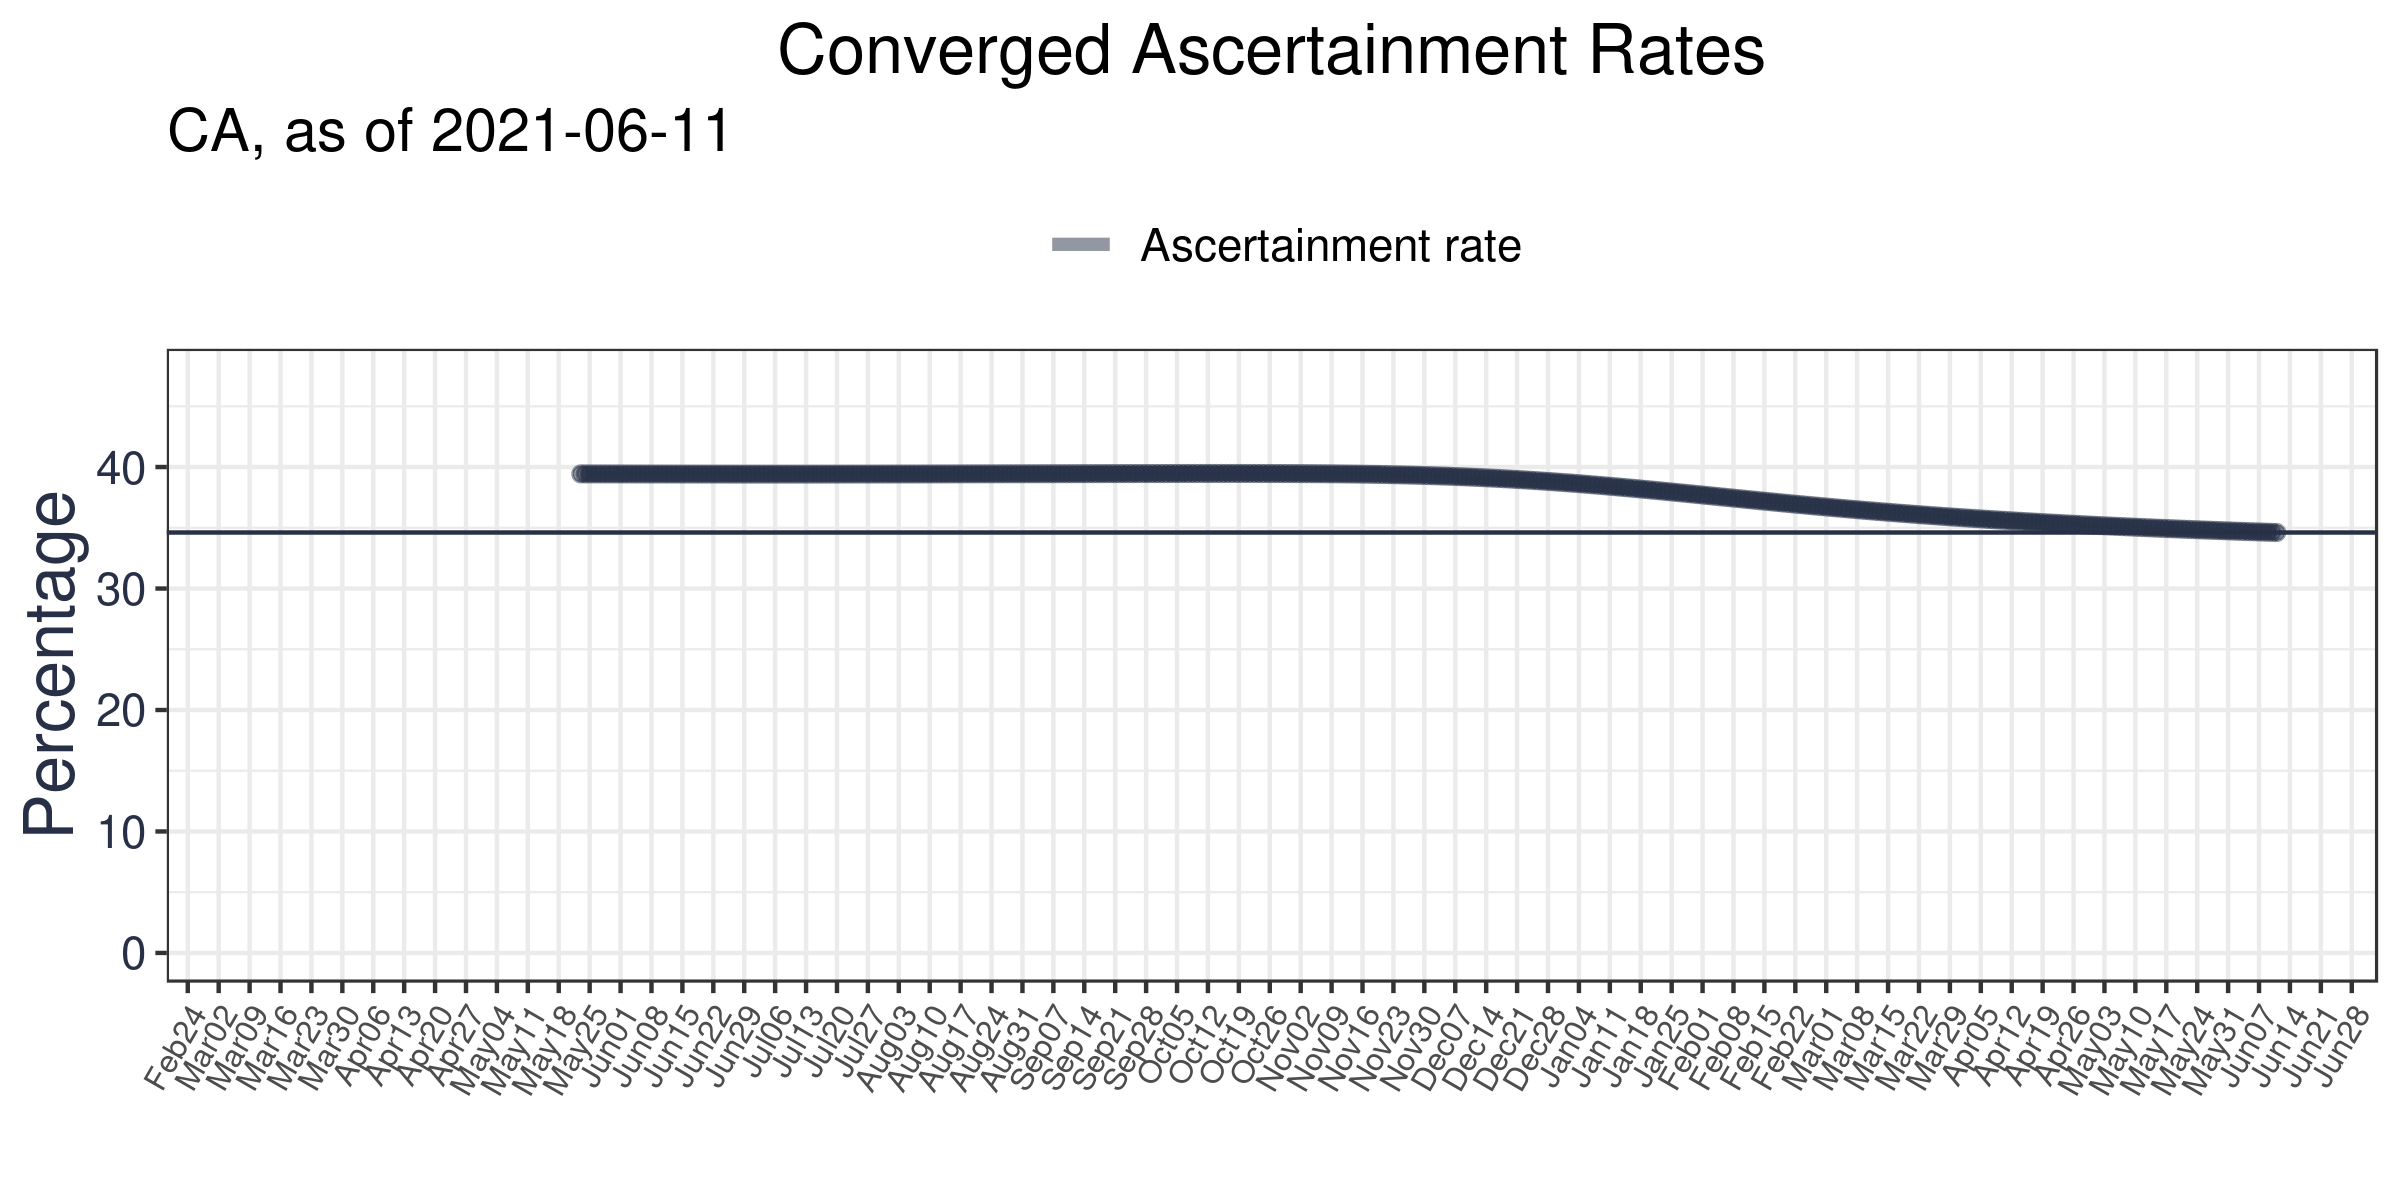 Converged Ascertainment Rates
CA, as of 2021-06-11
Ascertainment rate
Percentage
40
30
20
10
0
Feb24
Mar02
Mar09
Mar16
Mar23
Mar30
Apr06
Apr13
Apr20
Apr27
May04
May11
May18
May25
Jun01
Jun08
Jun15
Jun22
Jun29
Jul06
Jul13
Jul20
Jul27
Aug03
Aug10
Aug17
Aug24
Aug31
Sep07
Sep14
Sep21
Sep28
Oct05
Oct12
Oct19
Oct26
Nov02
Nov09
Nov16
Nov23
Nov30
Dec07
Dec14
Dec21
Dec28
Jan04
Jan11
Jan18
Jan25
Feb01
Feb08
Feb15
Feb22
Mar01
Mar08
Mar15
Mar22
Mar29
Apr05
Apr12
Apr19
Apr26
May03
May10
May17
May24
May31
Jun07
Jun14
Jun21
Jun28